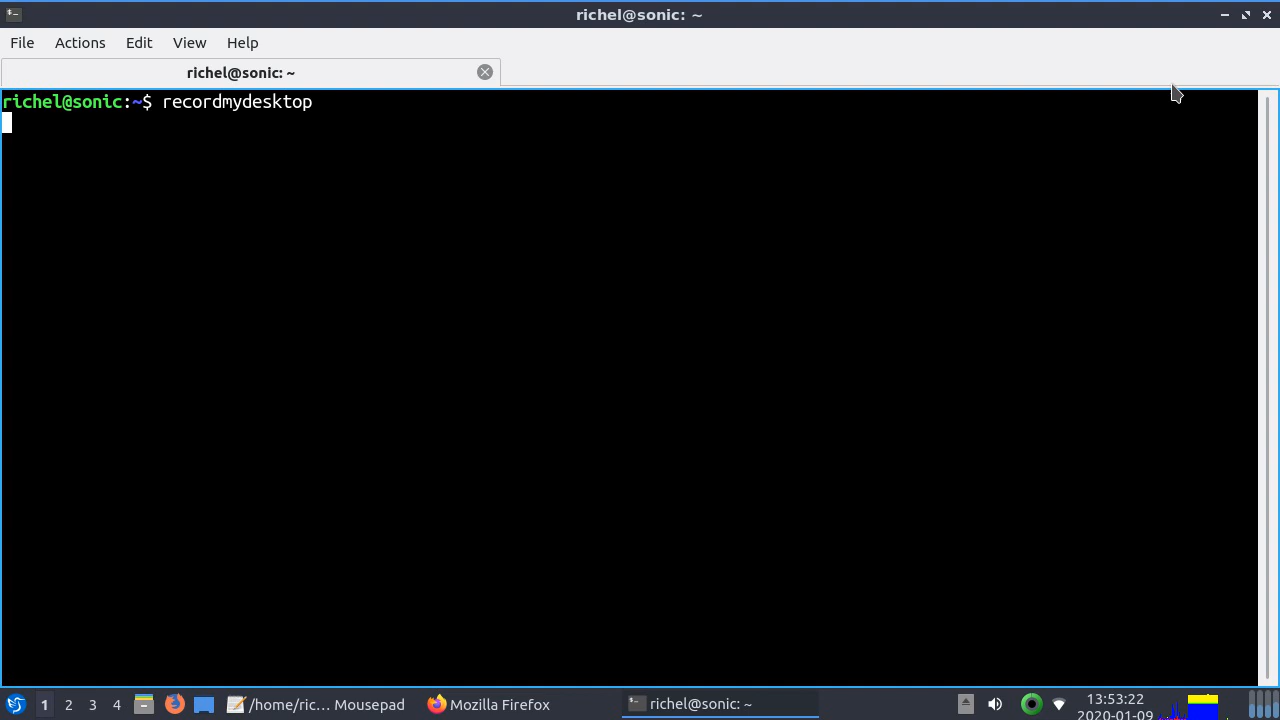 richel@sonic: ~
File Actions Edit View Help
richel@sonic: ~
richel@sonic:~$ recordmydesktop
1 2 3 4 /home/ric... Mousepad Mozilla Firefox richel@sonic: ~ 13:53:22
2020-01-09